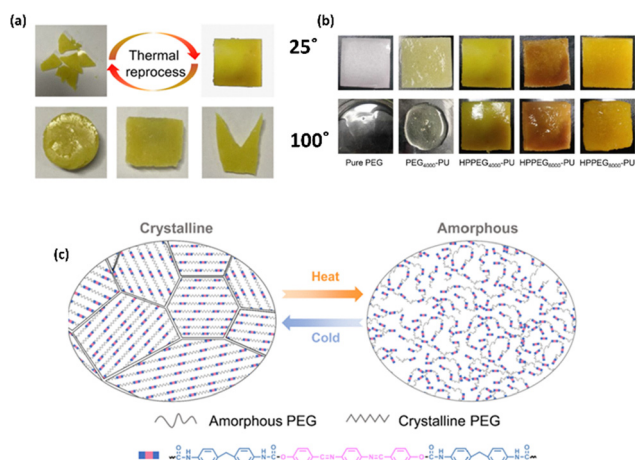 (a)
Thermal
reprocess
(b)
25°
100°
Pure PEG
PEG4000-PU
HPPEG4000-PU
HPPEG6000-PU
HPPEG8000-PU
(c)
Crystalline
Amorphous
Heat
Cold
Amorphous PEG
Crystalline PEG